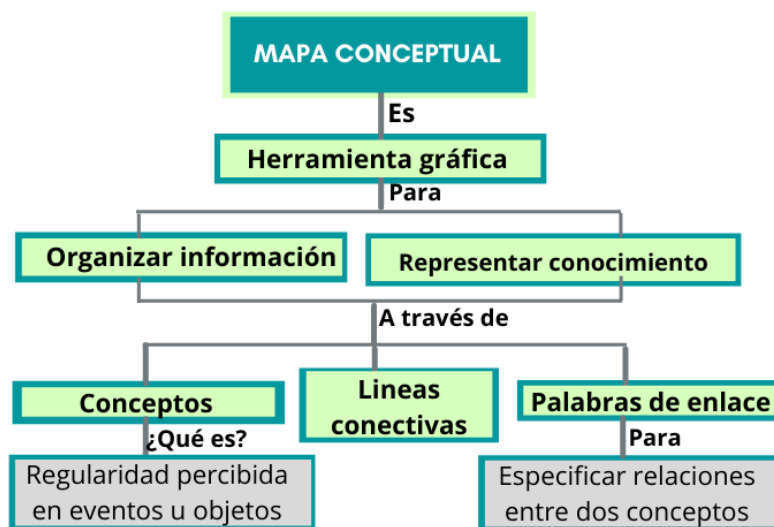 MAPA CONCEPTUAL
Es
Herramienta gráfica
Para
Organizar información
Representar conocimiento
A través de
Conceptos
Lineas
conectivas
Palabras de enlace
¿Qué es?
Para
Regularidad percibida
en eventos u objetos
Especificar relaciones
entre dos conceptos